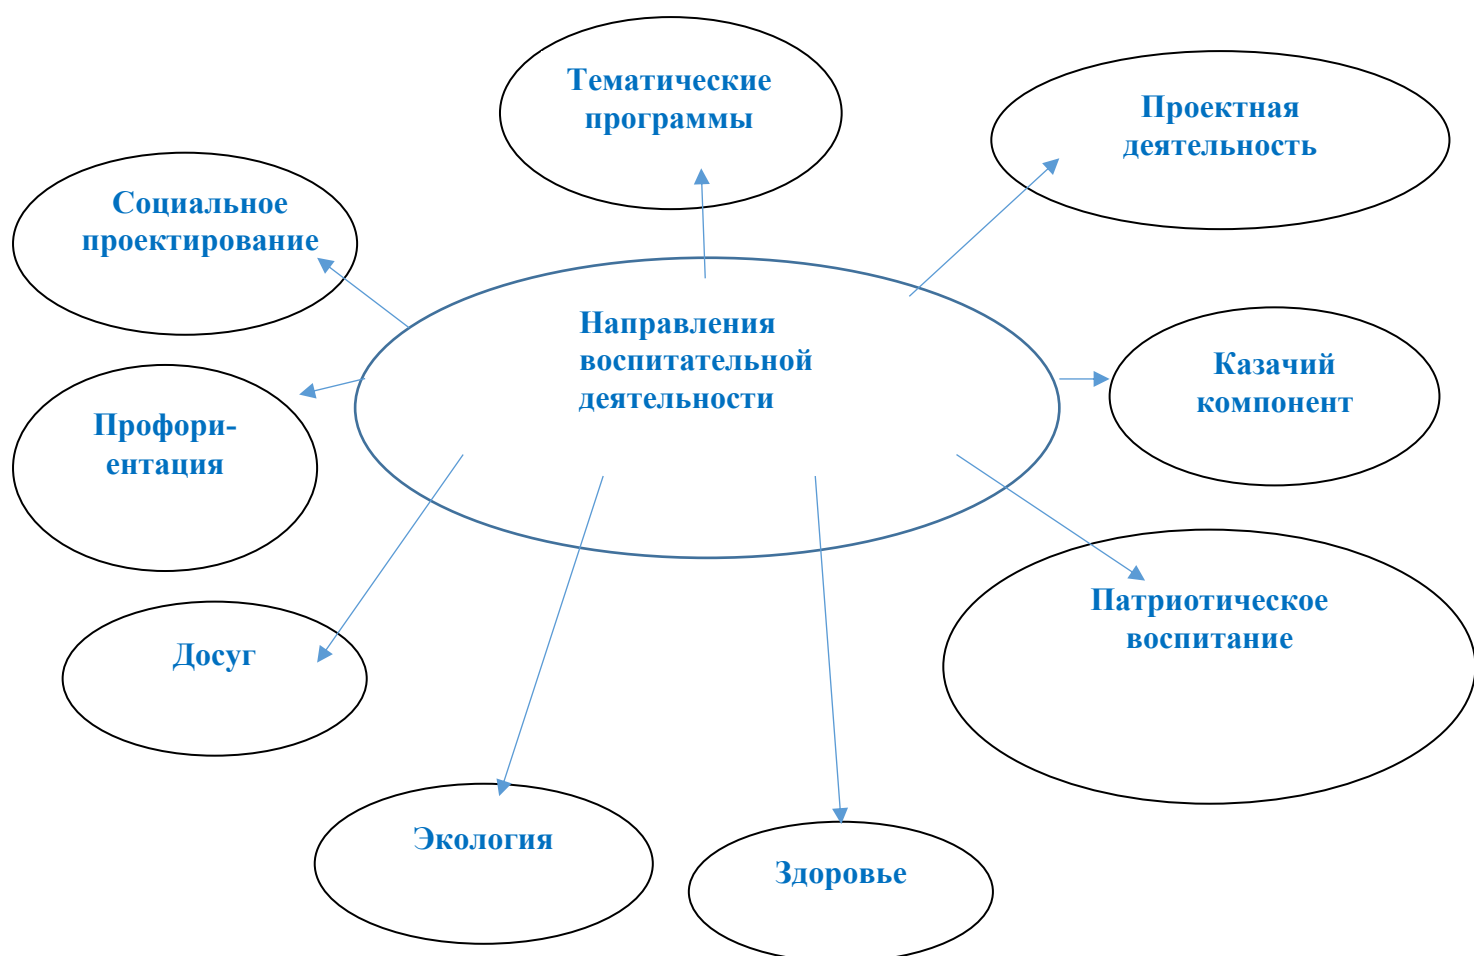 Тематические
программы
Проектная
деятельность
Социальное
проектирование
Направления
воспитательной
деятельности
Казачий
компонент
Профори-
ентация
Патриотическое
воспитание
Досуг
Экология
Здоровье